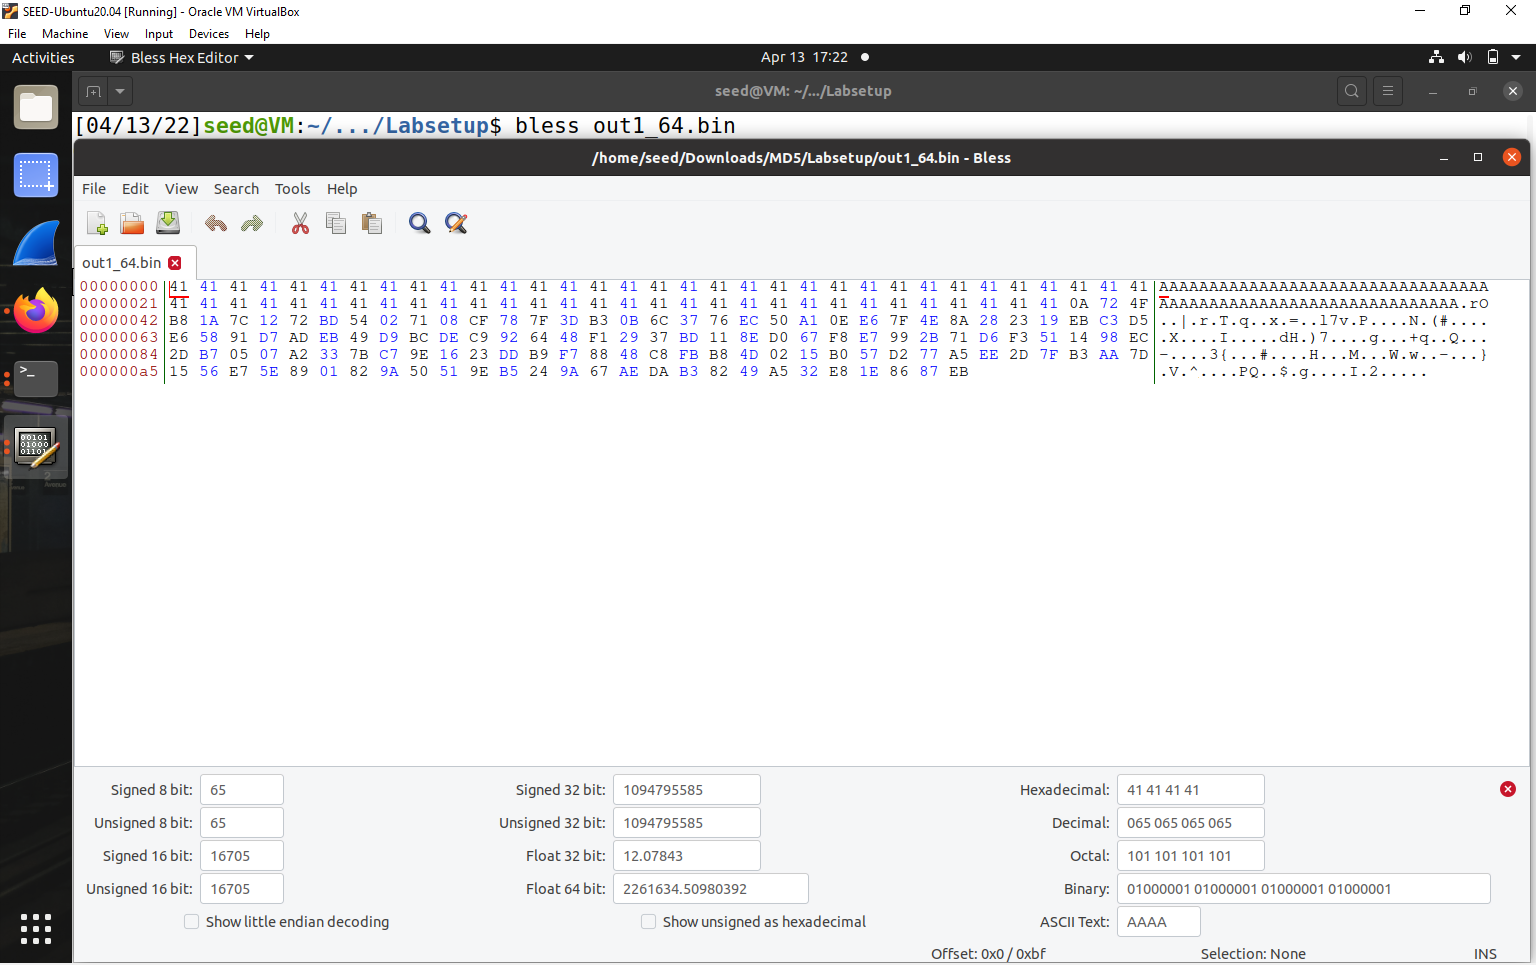 SEED-Ubuntu20.04 [Running] - Oracle VM VirtualBox
File Machine View Input Devices Help
Activities Bless Hex Editor Apr 13 17:22
seed@VM: ~/.../Labsetup
[04/13/22]seed@VM:~/.../Labsetup$ bless out1_64.bin
/home/seed/Downloads/MD5/Labsetup/out1_64.bin - Bless
File Edit View Search Tools Help
out1_64.bin
00000000 41 41 41 41 41 41 41 41 41 41 41 41 41 41 41 41 41 41 41 41 41 41 41 41 41 41 41 41 41 41 41 41 41 AAAAAAAAAAAAAAAAAAAAAAAAAAAAAAAAA
00000021 41 41 41 41 41 41 41 41 41 41 41 41 41 41 41 41 41 41 41 41 41 41 41 41 41 41 41 41 41 41 0A 72 4F AAAAAAAAAAAAAAAAAAAAAAAAAAAAAA.rO
00000042 B8 1A 7C 12 72 BD 54 02 71 08 CF 78 7F 3D B3 0B 6C 37 76 EC 50 A1 0E E6 7F 4E 8A 28 23 19 EB C3 D5 ..|.r.T.q..x.=..l7v.P....N.(#....
00000063 E6 58 91 D7 AD EB 49 D9 BC DE C9 92 64 48 F1 29 37 BD 11 8E D0 67 F8 E7 99 2B 71 D6 F3 51 14 98 EC .X....I.....dH.)7....g...+q..Q...
00000084 2D B7 05 07 A2 33 7B C7 9E 16 23 DD B9 F7 88 48 C8 FB B8 4D 02 15 B0 57 D2 77 A5 EE 2D 7F B3 AA 7D -....3{...#....H...M...W.w..-...}
000000a5 15 56 E7 5E 89 01 82 9A 50 51 9E B5 24 9A 67 AE DA B3 82 49 A5 32 E8 1E 86 87 EB .V.^....PQ..$.g....I.2.....
Signed 8 bit: 65 Signed 32 bit: 1094795585 Hexadecimal: 41 41 41 41
Unsigned 8 bit: 65 Unsigned 32 bit: 1094795585 Decimal: 065 065 065 065
Signed 16 bit: 16705 Float 32 bit: 12.07843 Octal: 101 101 101 101
Unsigned 16 bit: 16705 Float 64 bit: 2261634.50980392 Binary: 01000001 01000001 01000001 01000001
Show little endian decoding Show unsigned as hexadecimal ASCII Text: AAAA
Offset: 0x0 / 0xbf Selection: None INS